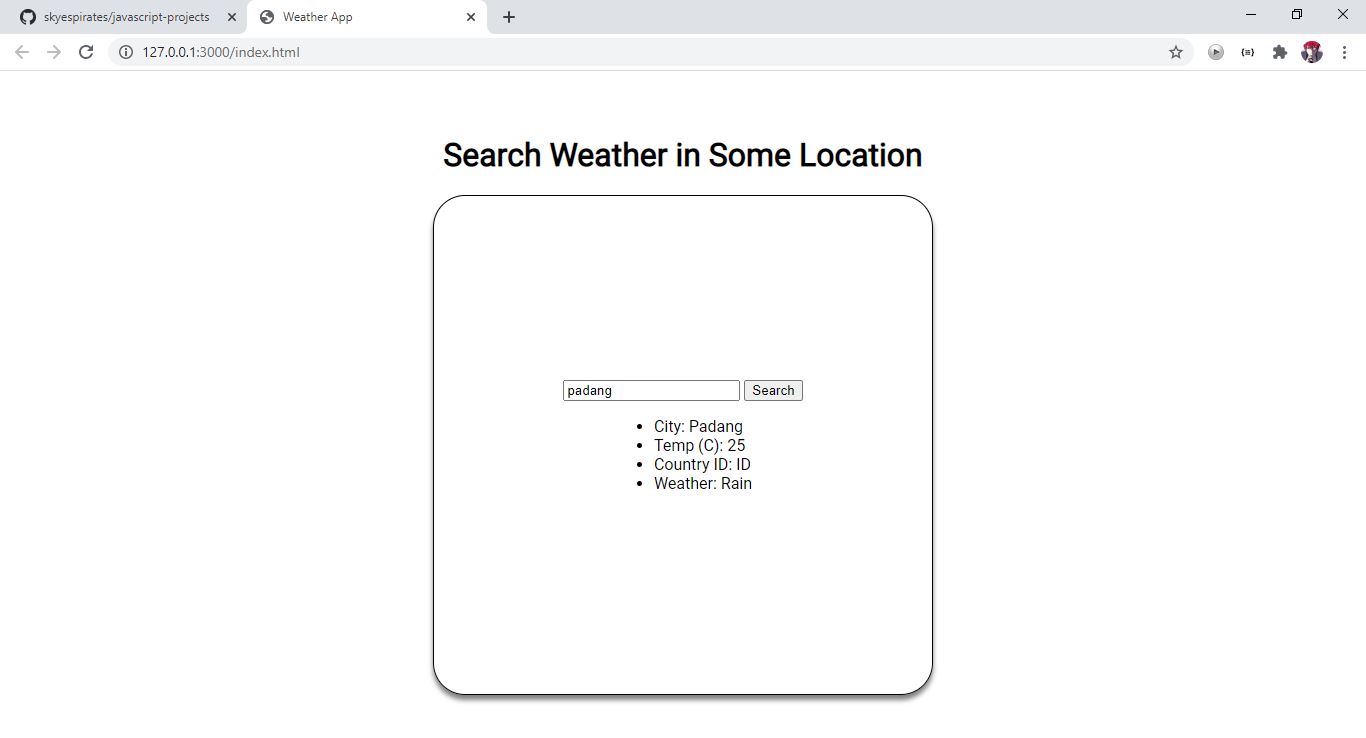 skyespirates/javascript-projects
Weather App
127.0.0.1:3000/index.html
Search Weather in Some Location
padang
Search
City: Padang
Temp (C): 25
Country ID: ID
Weather: Rain